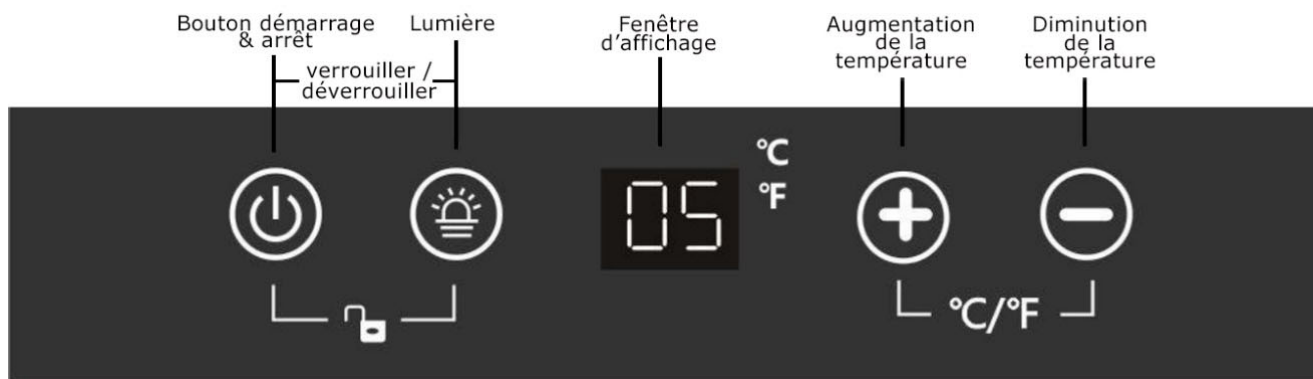 Bouton démarrage
& arrêt
Lumière
Fenêtre
d'affichage
Augmentation
de la
température
Diminution
de la
température
verrouiller /
déverrouiller
°C
°F
05
°C/°F